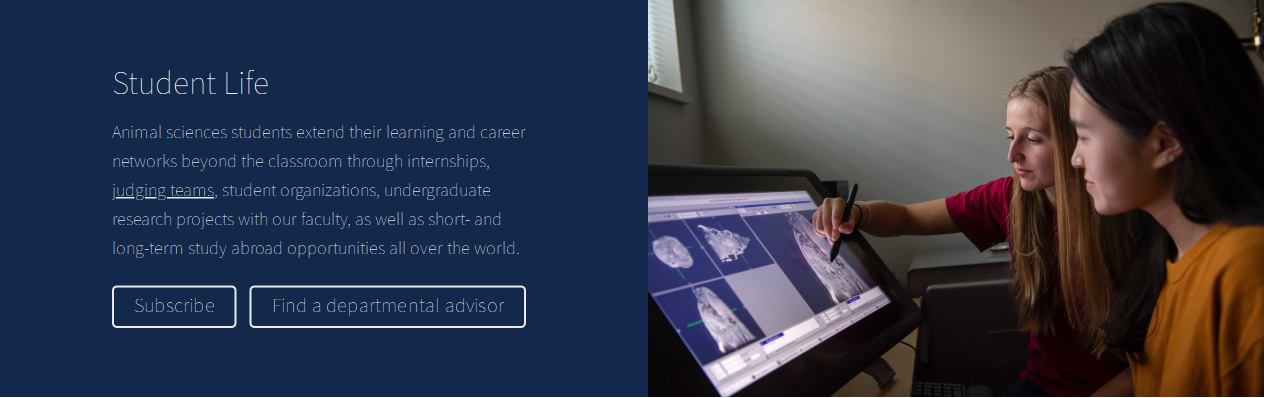 Student Life
Animal sciences students extend their learning and career
networks beyond the classroom through internships,
judging teams, student organizations, undergraduate
research projects with our faculty, as well as short- and
long-term study abroad opportunities all over the world.
Subscribe
Find a departmental advisor